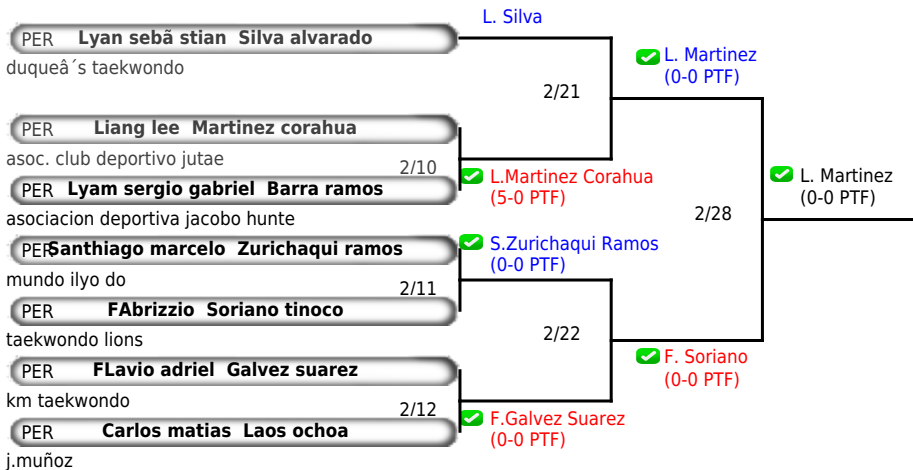 L. Silva
PER Lyan sebã stian Silva alvarado
duqueâ´s taekwondo
L. Martinez
(0-0 PTF)
2/21
PER Liang lee Martinez corahua
asoc. club deportivo jutae
2/10
L.Martinez Corahua
(5-0 PTF)
L. Martinez
(0-0 PTF)
PER Lyam sergio gabriel Barra ramos
asociacion deportiva jacobo hunte
2/28
PER Santhiago marcelo Zurichaqui ramos
S.Zurichaqui Ramos
(0-0 PTF)
mundo ilyo do
2/11
PER FAbrizzio Soriano tinoco
taekwondo lions
2/22
F. Soriano
(0-0 PTF)
PER FLavio adriel Galvez suarez
km taekwondo
2/12
F.Galvez Suarez
(0-0 PTF)
PER Carlos matias Laos ochoa
j.muñoz